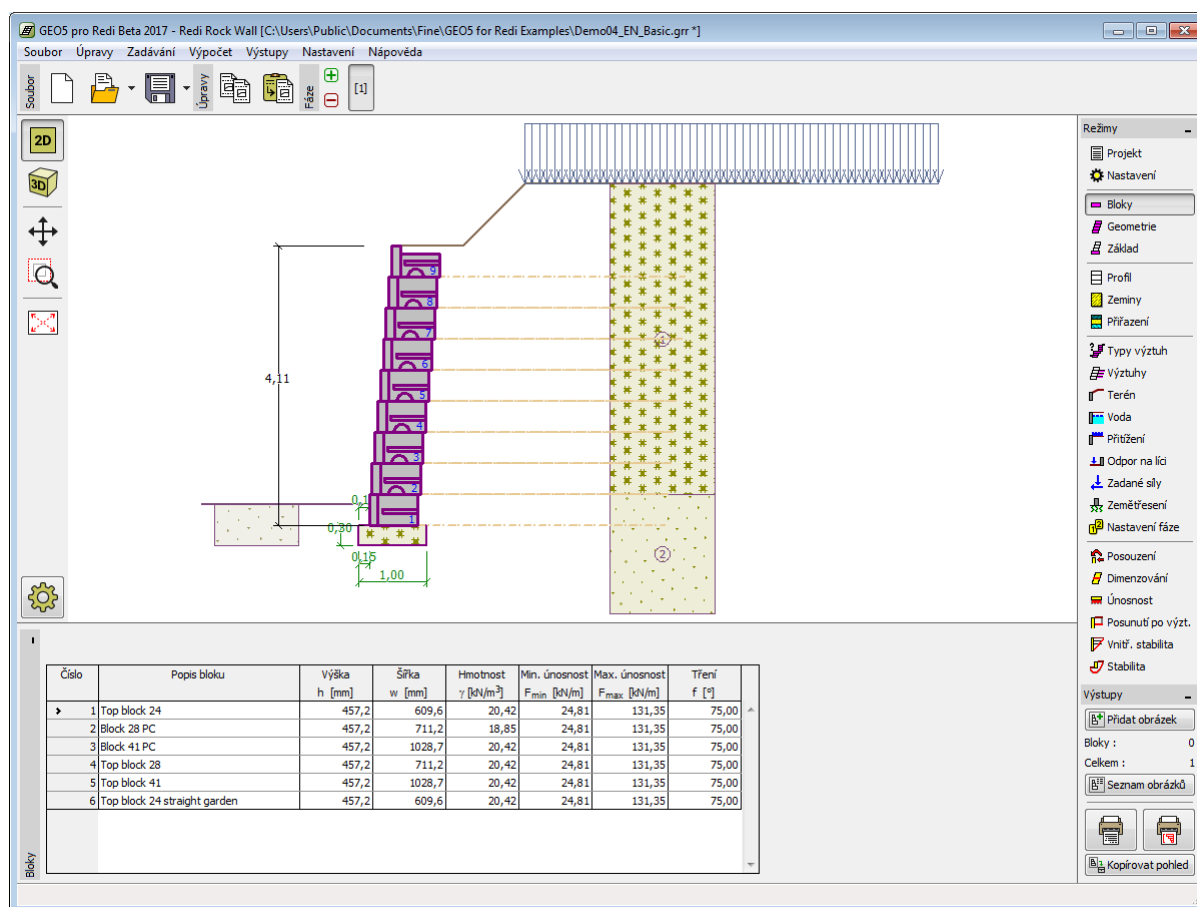 GEO5 pro Redi Beta 2017 - Redi Rock Wall [C:\Users\Public\Documents\Fine\GEO5 for Redi Examples\Demo04_EN_Basic.grr *]
Soubor Úpravy Zadávání Výpočet Výstupy Nastavení Nápověda
Soubor
Úpravy
Fáze
[1]
2D
3D
4,11
9
8
7
6
5
4
3
2
1
0,1
0,30
0,15
1,00
1
2
Režimy
Projekt
Nastavení
Bloky
Geometrie
Základ
Profil
Zeminy
Přiřazení
Typy výztuh
Výztuhy
Terén
Voda
Přitížení
Odpor na líci
Zadané síly
Zemětřesení
Nastavení fáze
Posouzení
Dimenzování
Únosnost
Posunutí po výzt.
Vnitř. stabilita
Stabilita
Výstupy
Přidat obrázek
Bloky : 0
Celkem : 1
Seznam obrázků
Kopírovat pohled
Bloky
Číslo Popis bloku Výška Šířka Hmotnost Min. únosnost Max. únosnost Tření
h [mm] w [mm] γ [kN/m³] Fmin [kN/m] Fmax [kN/m] f [°]
1 Top block 24 457,2 609,6 20,42 24,81 131,35 75,00
2 Block 28 PC 457,2 711,2 18,85 24,81 131,35 75,00
3 Block 41 PC 457,2 1028,7 20,42 24,81 131,35 75,00
4 Top block 28 457,2 711,2 20,42 24,81 131,35 75,00
5 Top block 41 457,2 1028,7 20,42 24,81 131,35 75,00
6 Top block 24 straight garden 457,2 609,6 20,42 24,81 131,35 75,00